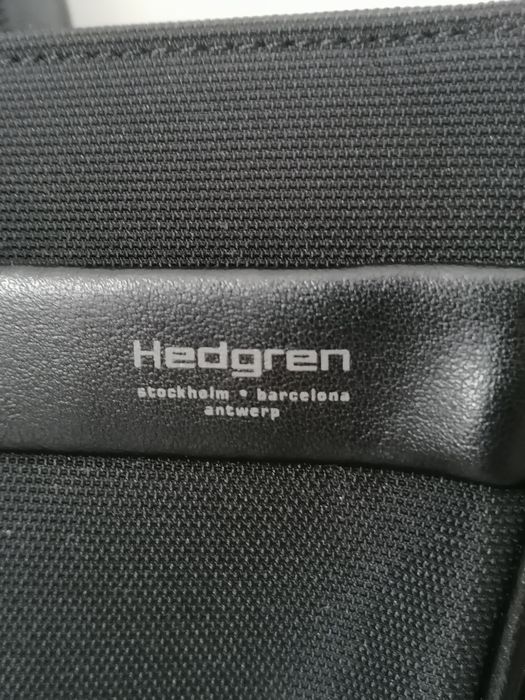 Hedgren
stockholm • barcelona
antwerp